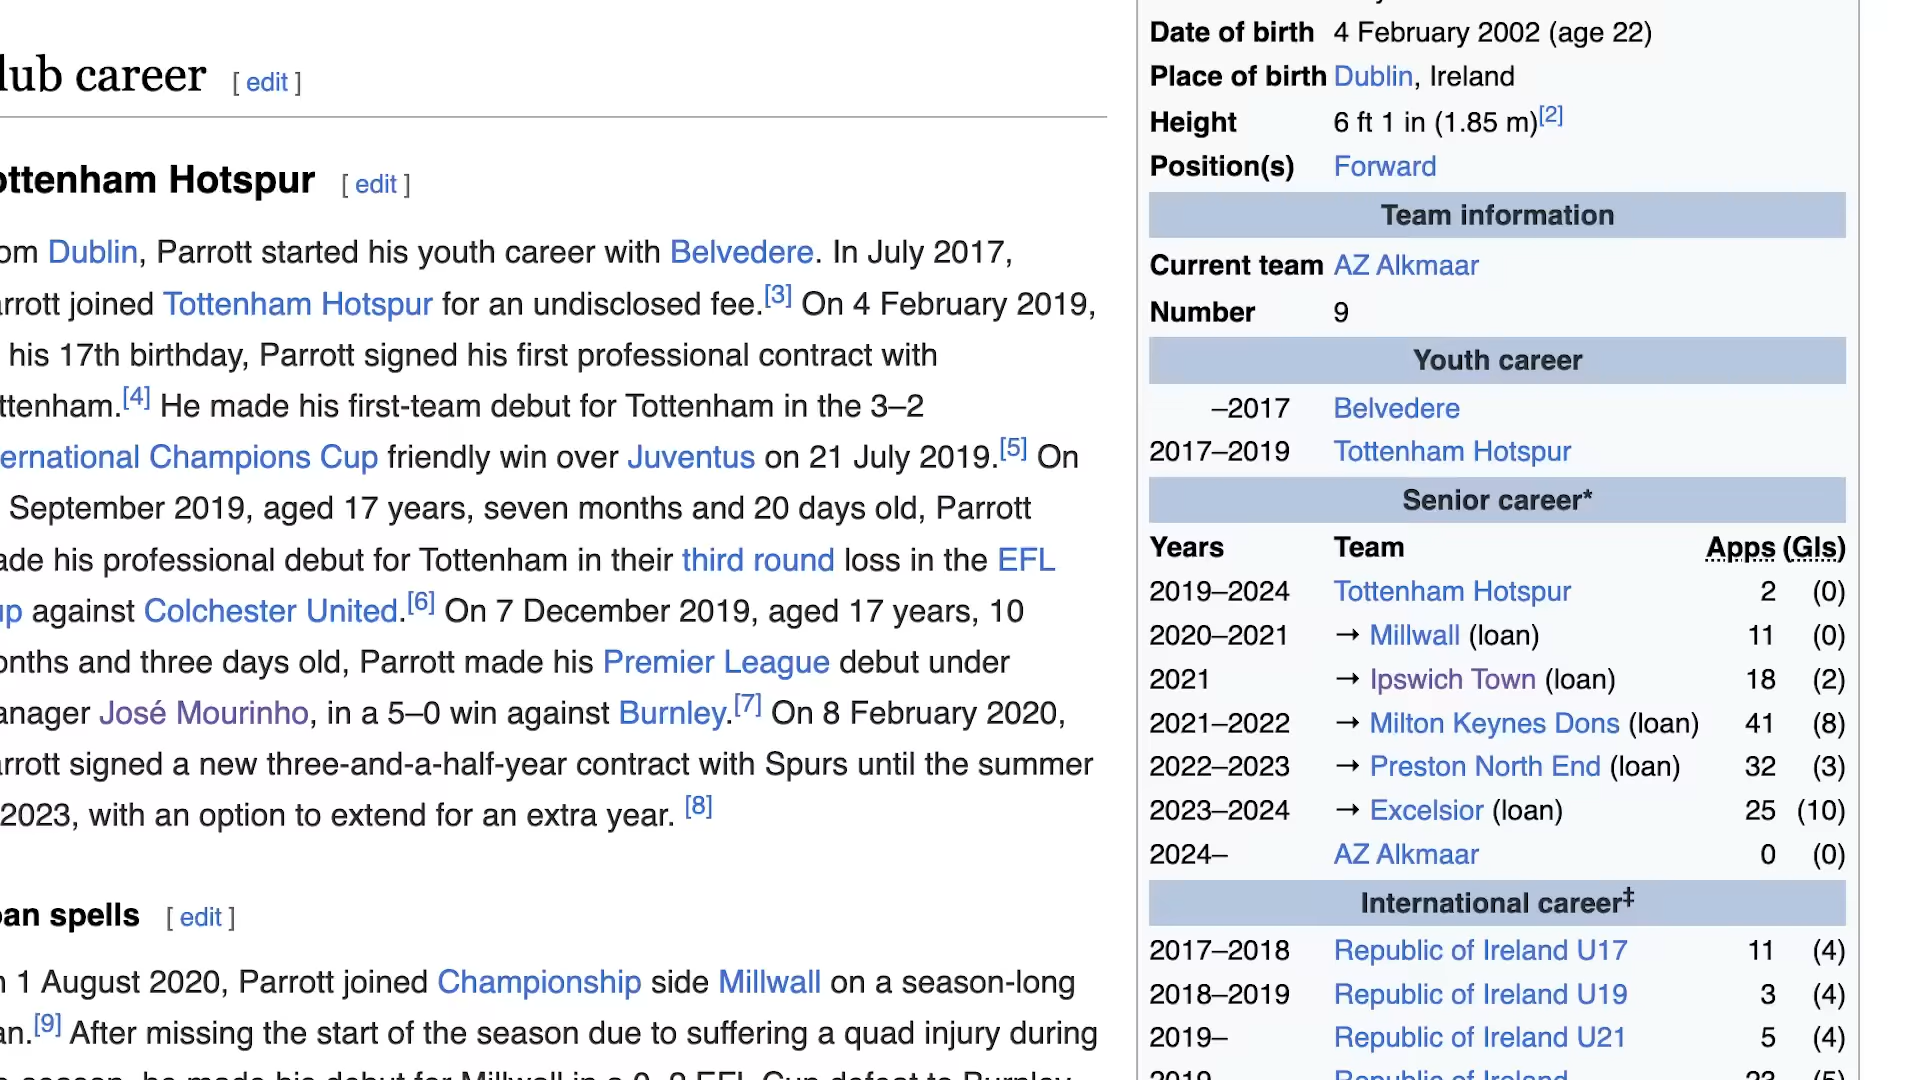 lub career [ edit ]
ottenham Hotspur [ edit ]
om Dublin, Parrott started his youth career with Belvedere. In July 2017,
rrott joined Tottenham Hotspur for an undisclosed fee.[3] On 4 February 2019,
his 17th birthday, Parrott signed his first professional contract with
ttenham.[4] He made his first-team debut for Tottenham in the 3–2
ernational Champions Cup friendly win over Juventus on 21 July 2019.[5] On
September 2019, aged 17 years, seven months and 20 days old, Parrott
ade his professional debut for Tottenham in their third round loss in the EFL
up against Colchester United.[6] On 7 December 2019, aged 17 years, 10
onths and three days old, Parrott made his Premier League debut under
anager José Mourinho, in a 5–0 win against Burnley.[7] On 8 February 2020,
rrott signed a new three-and-a-half-year contract with Spurs until the summer
2023, with an option to extend for an extra year. [8]
oan spells [ edit ]
n 1 August 2020, Parrott joined Championship side Millwall on a season-long
an.[9] After missing the start of the season due to suffering a quad injury during
Date of birth 4 February 2002 (age 22)
Place of birth Dublin, Ireland
Height 6 ft 1 in (1.85 m)[2]
Position(s) Forward
Team information
Current team AZ Alkmaar
Number 9
Youth career
–2017 Belvedere
2017–2019 Tottenham Hotspur
Senior career*
Years Team Apps (Gls)
2019–2024 Tottenham Hotspur 2 (0)
2020–2021 → Millwall (loan) 11 (0)
2021 → Ipswich Town (loan) 18 (2)
2021–2022 → Milton Keynes Dons (loan) 41 (8)
2022–2023 → Preston North End (loan) 32 (3)
2023–2024 → Excelsior (loan) 25 (10)
2024– AZ Alkmaar 0 (0)
International career‡
2017–2018 Republic of Ireland U17 11 (4)
2018–2019 Republic of Ireland U19 3 (4)
2019– Republic of Ireland U21 5 (4)
2019 Republic of Ireland 23 (5)